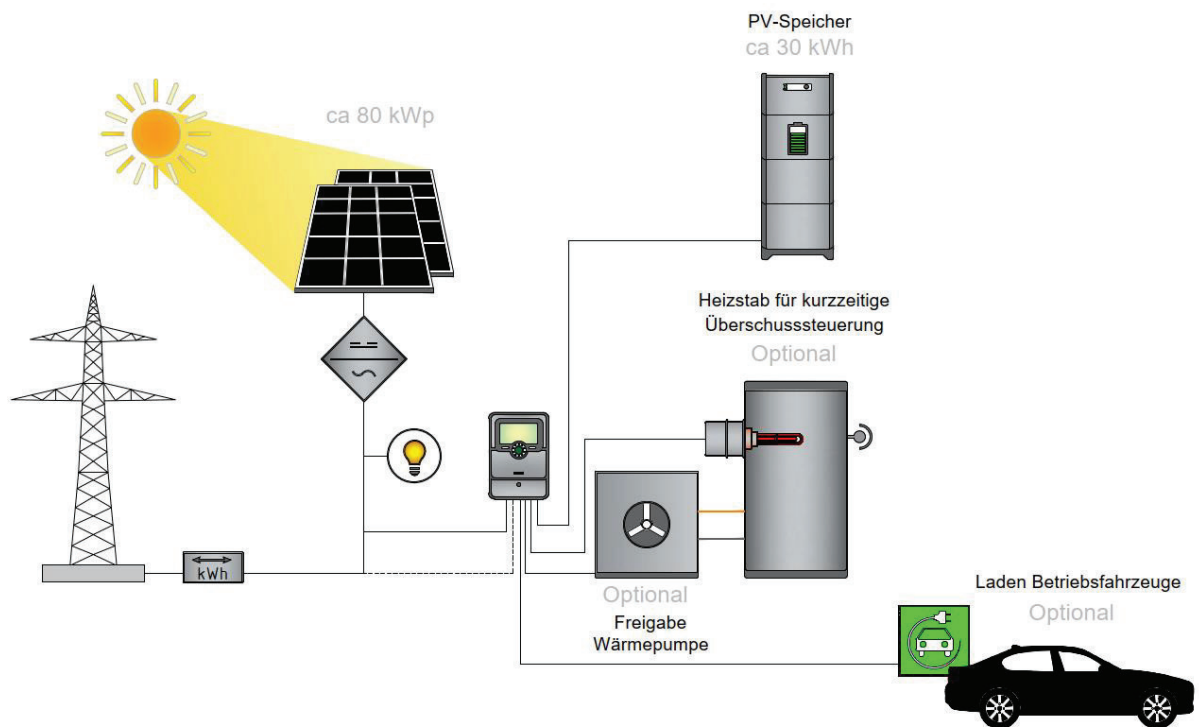 PV-Speicher
ca 30 kWh
ca 80 kWp
Heizstab für kurzzeitige
Überschusssteuerung
Optional
kWh
Optional
Freigabe
Wärmepumpe
Laden Betriebsfahrzeuge
Optional